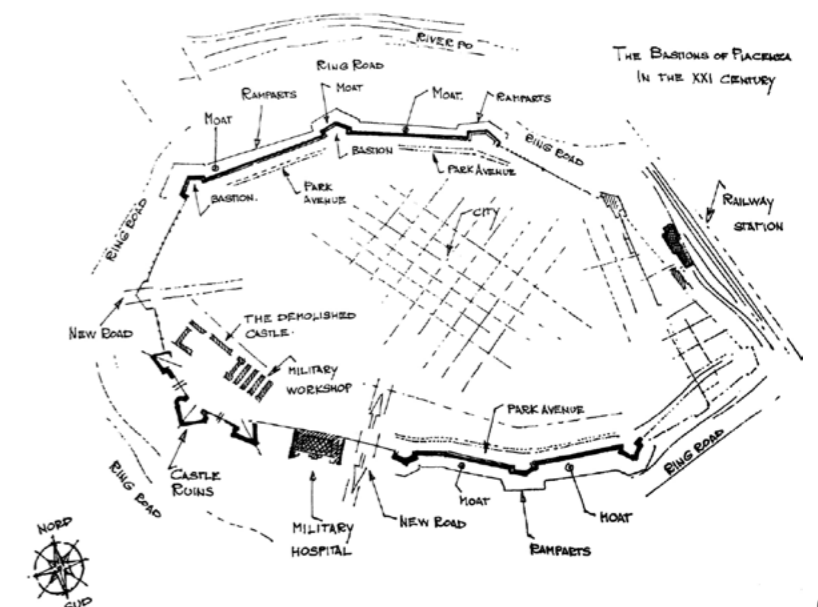 RIVER PO
THE BASTIONS OF PIACENZA
IN THE XXI CENTURY
RING ROAD
RAMPARTS
MOAT
MOAT.
RAMPARTS
MOAT
BASTION
RING ROAD
PARK AVENUE
BASTION.
PARK
AVENUE
RAILWAY
STATION
CITY
RING ROAD
NEW ROAD
THE DEMOLISHED
CASTLE.
MILITARY
WORKSHOP
PARK AVENUE
RING ROAD
CASTLE
RUINS
RING ROAD
MOAT
MOAT
NEW ROAD
MILITARY
HOSPITAL
RAMPARTS
NORD
SUD